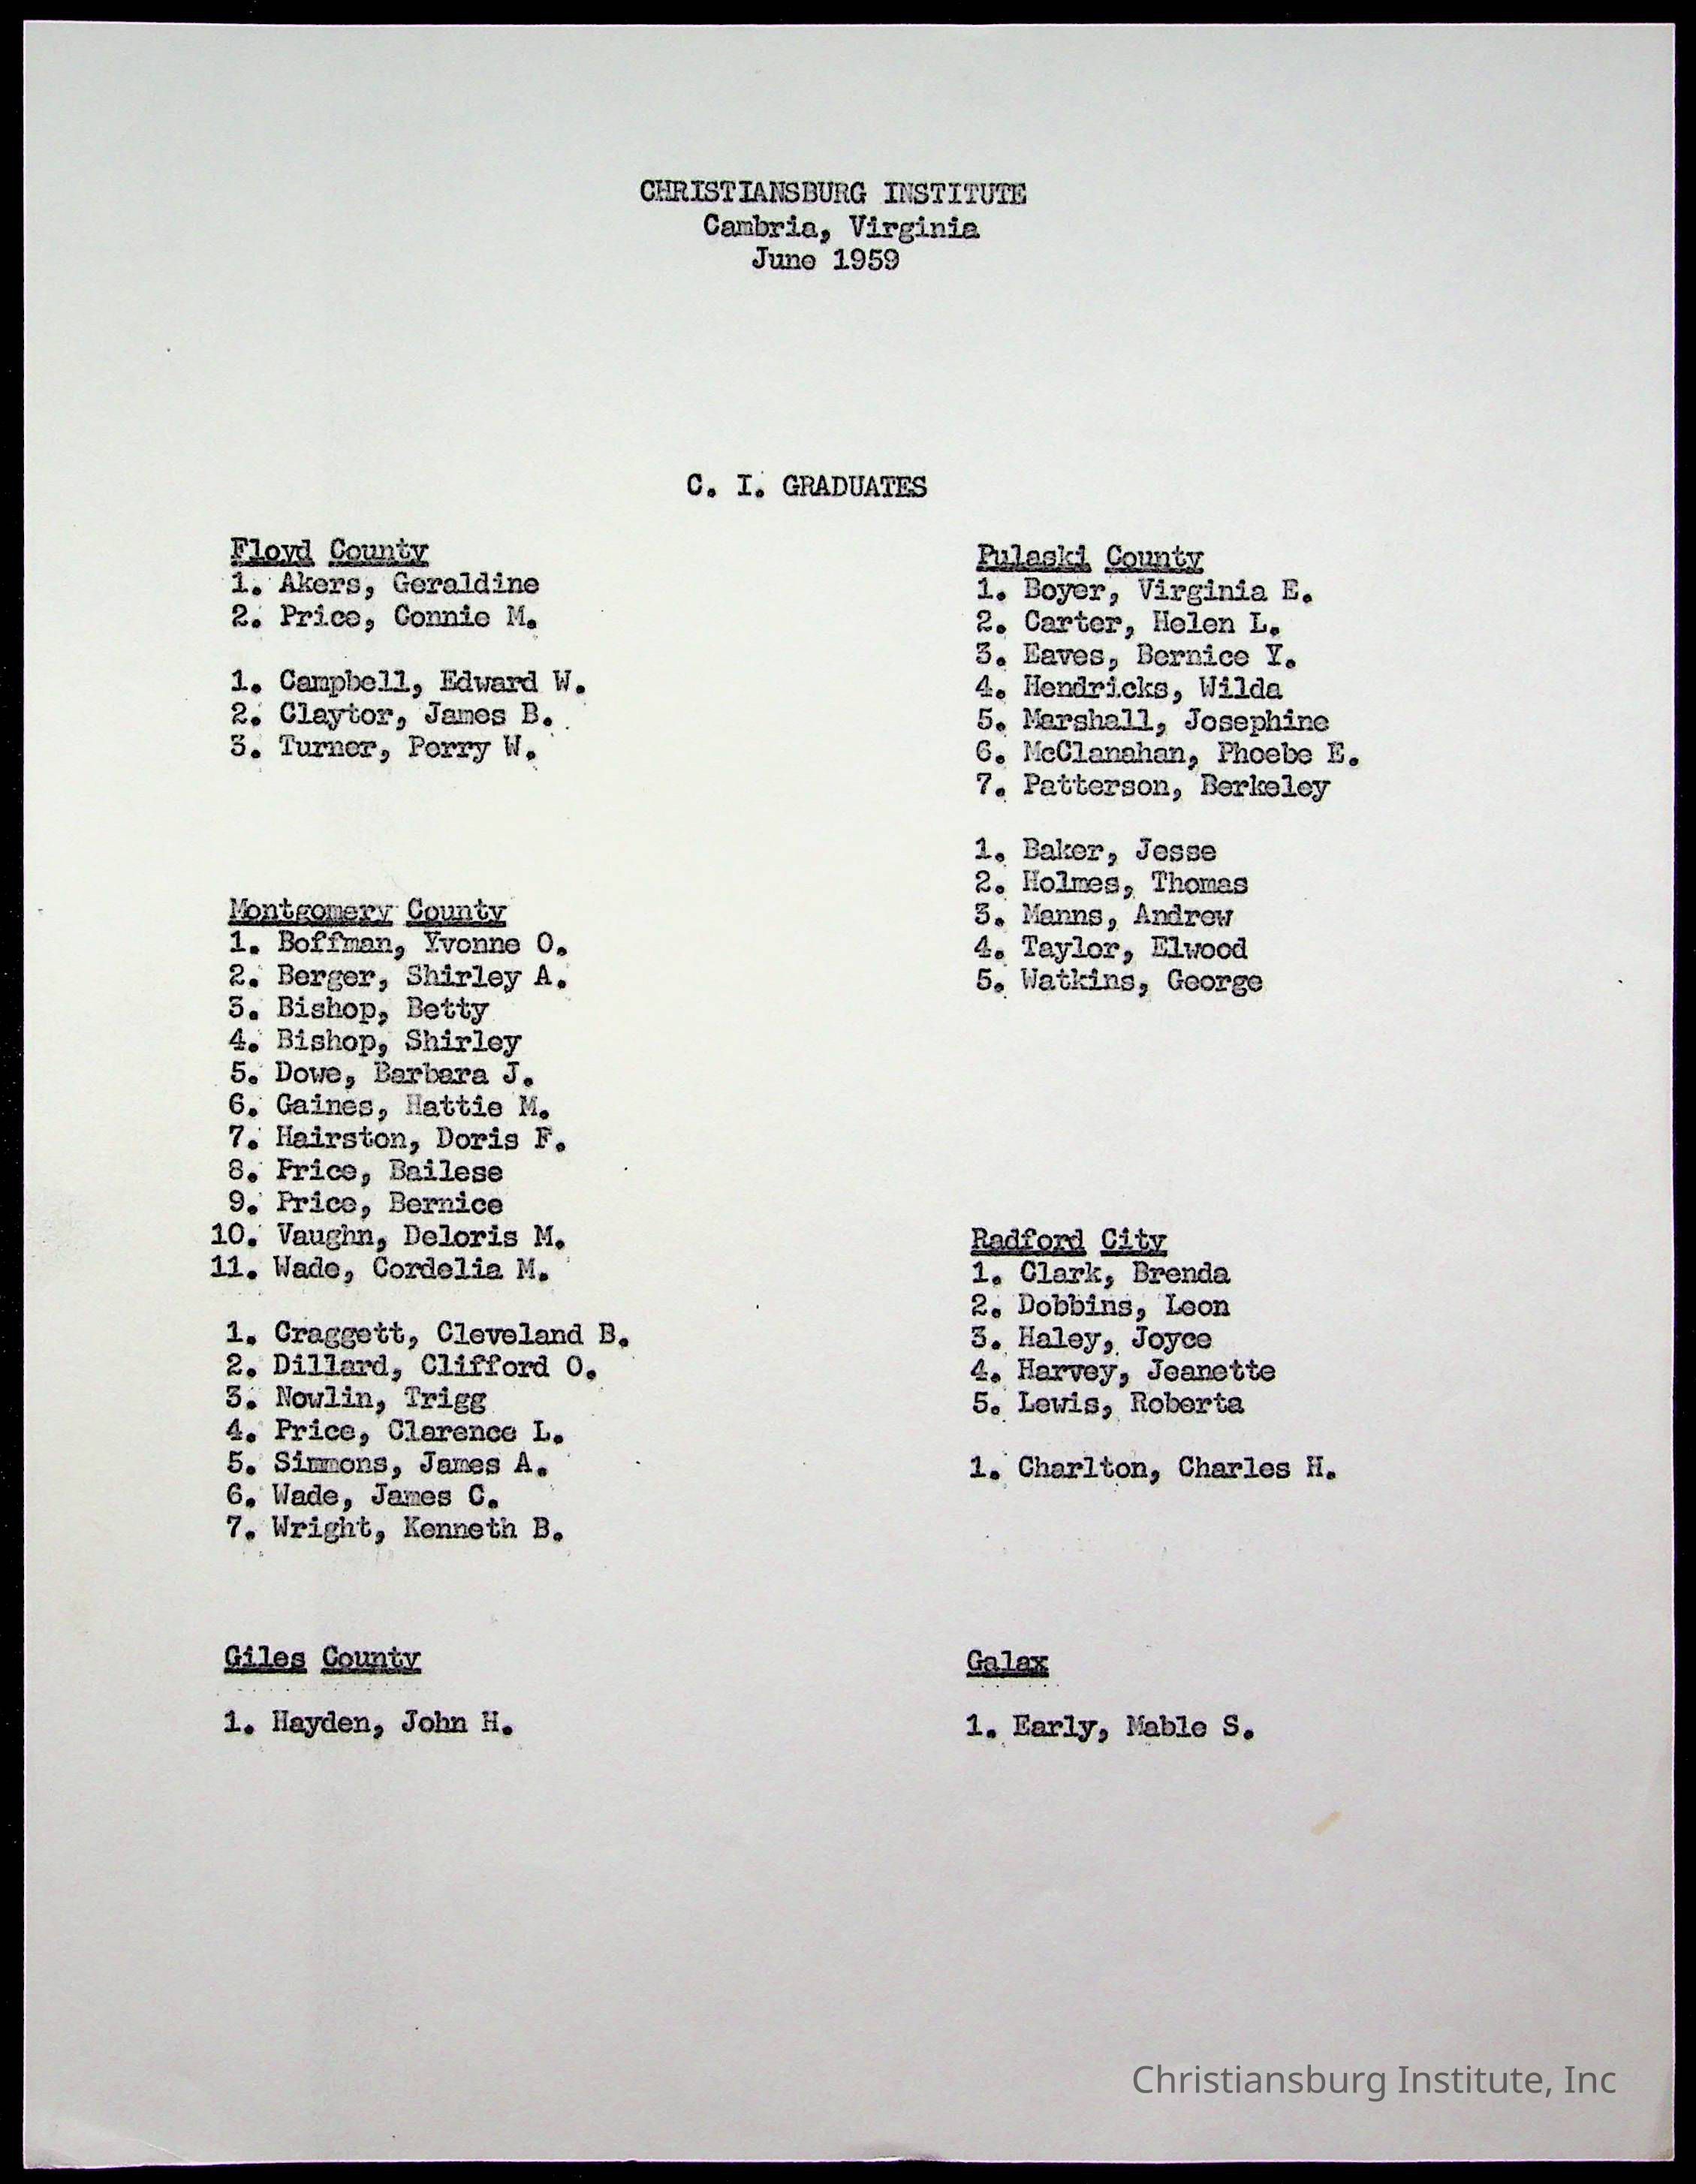 CHRISTIANSBURG INSTITUTE
Cambria, Virginia
June 1959
C. I. GRADUATES
Floyd County
1. Akers, Geraldine
2. Price, Connie M.
1. Campbell, Edward W.
2. Claytor, James B.
3. Turner, Perry W.
Montgomery County
1. Boffman, Yvonne O.
2. Berger, Shirley A.
3. Bishop, Betty
4. Bishop, Shirley
5. Dowe, Barbara J.
6. Gaines, Hattie M.
7. Hairston, Doris F.
8. Price, Bailese
9. Price, Bernice
10. Vaughn, Deloris M.
11. Wade, Cordelia M.
1. Craggett, Cleveland B.
2. Dillard, Clifford O.
3. Nowlin, Trigg
4. Price, Clarence L.
5. Simmons, James A.
6. Wade, James C.
7. Wright, Kenneth B.
Giles County
1. Hayden, John H.
Pulaski County
1. Boyer, Virginia E.
2. Carter, Helen L.
3. Eaves, Bernice Y.
4. Hendricks, Wilda
5. Marshall, Josephine
6. McClanahan, Phoebe E.
7. Patterson, Berkeley
1. Baker, Jesse
2. Holmes, Thomas
3. Manns, Andrew
4. Taylor, Elwood
5. Watkins, George
Radford City
1. Clark, Brenda
2. Dobbins, Leon
3. Haley, Joyce
4. Harvey, Jeanette
5. Lewis, Roberta
1. Charlton, Charles H.
Galax
1. Early, Mable S.
Christiansburg Institute, Inc